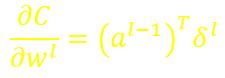 ∂C/∂w^l = (a^{l−1})^T δ^l